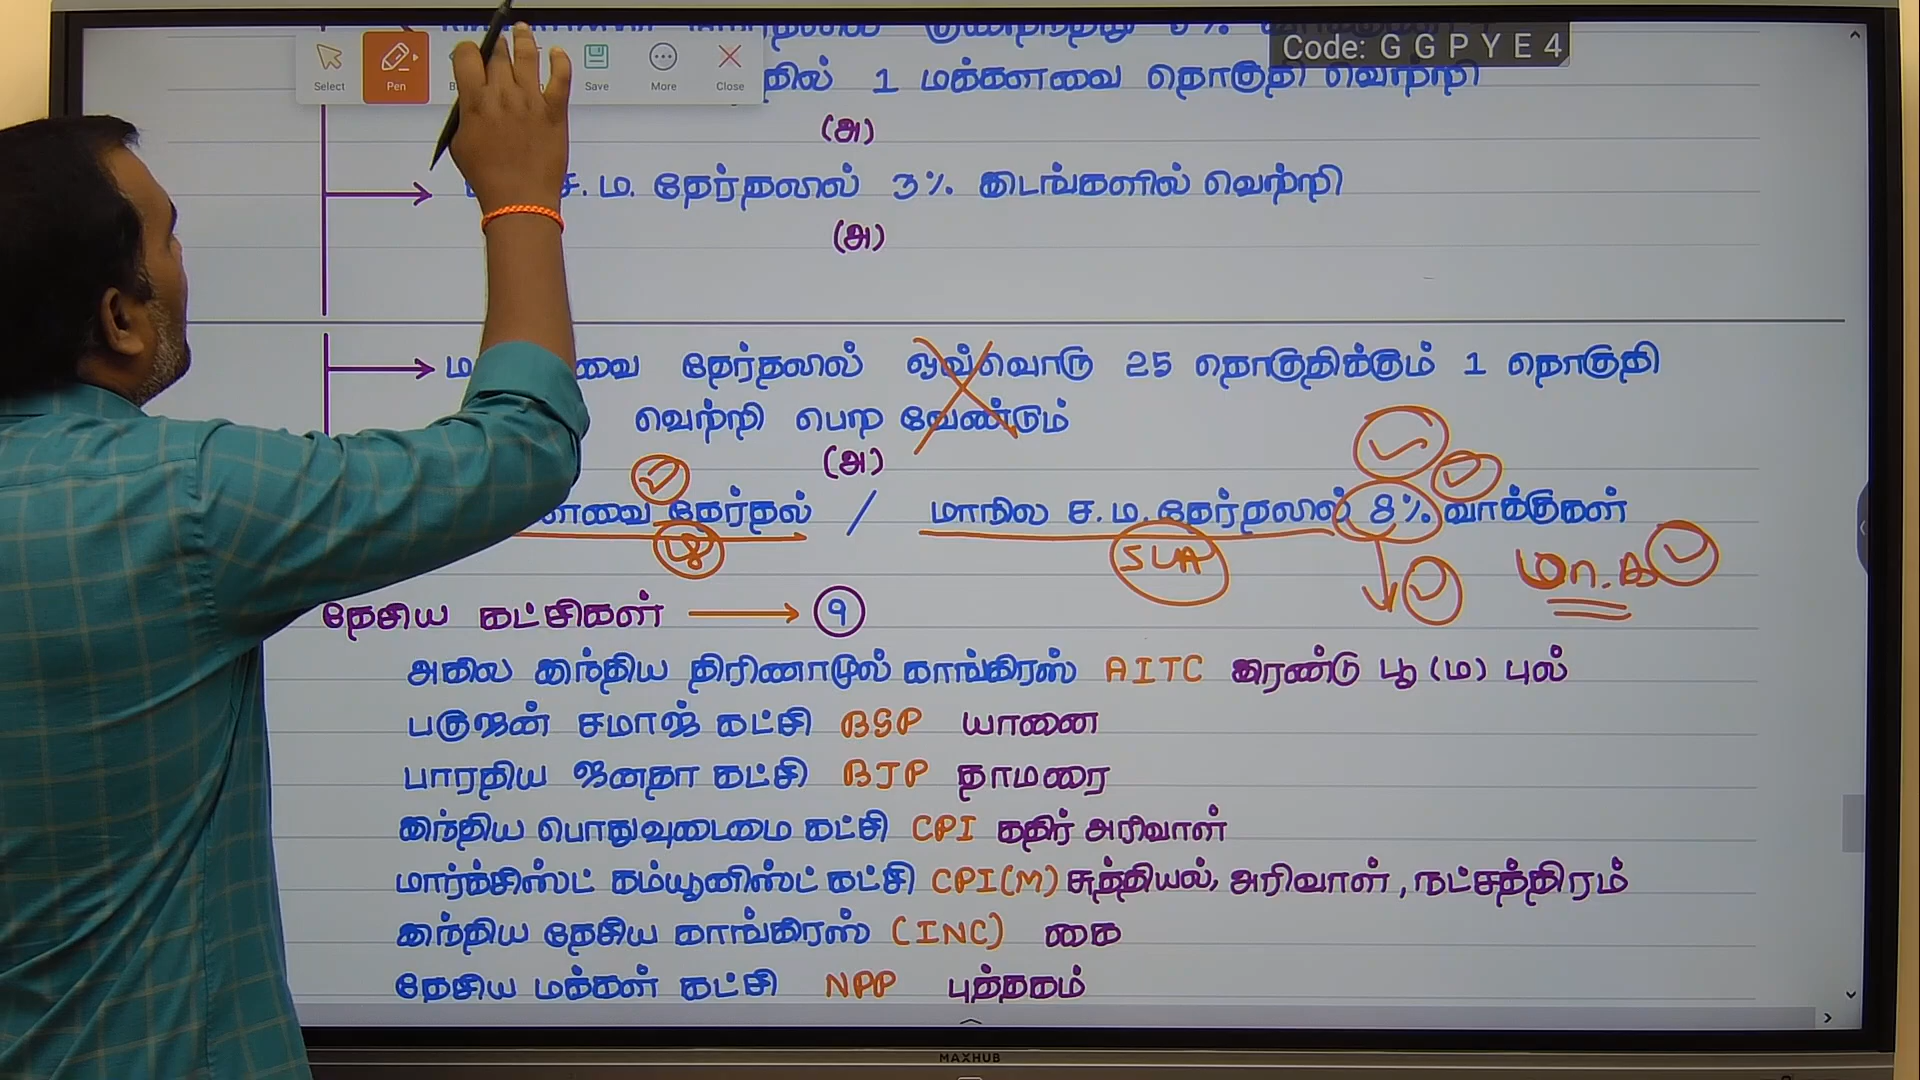 Code: G G P Y E 4
Select Pen Save More Close
1 மக்களவை தொகுதி வெற்றி
(அ)
ச.ம. தேர்தலில் 3% இடங்களில் வெற்றி
(அ)
தேர்தலில் ஒவ்வொரு 25 தொகுதிக்கும் 1 தொகுதி
வெற்றி பெற வேண்டும்
(அ)
தேர்தல் / மாநில ச.ம.தேர்தலில் 8% வாக்குகள்
SLA மா.க
தேசிய கட்சிகள் → 9
அகில இந்திய திரிணாமுல் காங்கிரஸ் AITC இரண்டு பூ (ம) புல்
பகுஜன் சமாஜ் கட்சி BSP யானை
பாரதிய ஜனதா கட்சி BJP தாமரை
இந்திய பொதுவுடைமை கட்சி CPI கதிர் அரிவாள்
மார்க்சிஸ்ட் கம்யூனிஸ்ட் கட்சி CPI(M) சுத்தியல், அரிவாள், நட்சத்திரம்
இந்திய தேசிய காங்கிரஸ் (INC) கை
தேசிய மக்கள் கட்சி NPP புத்தகம்
MAXHUB